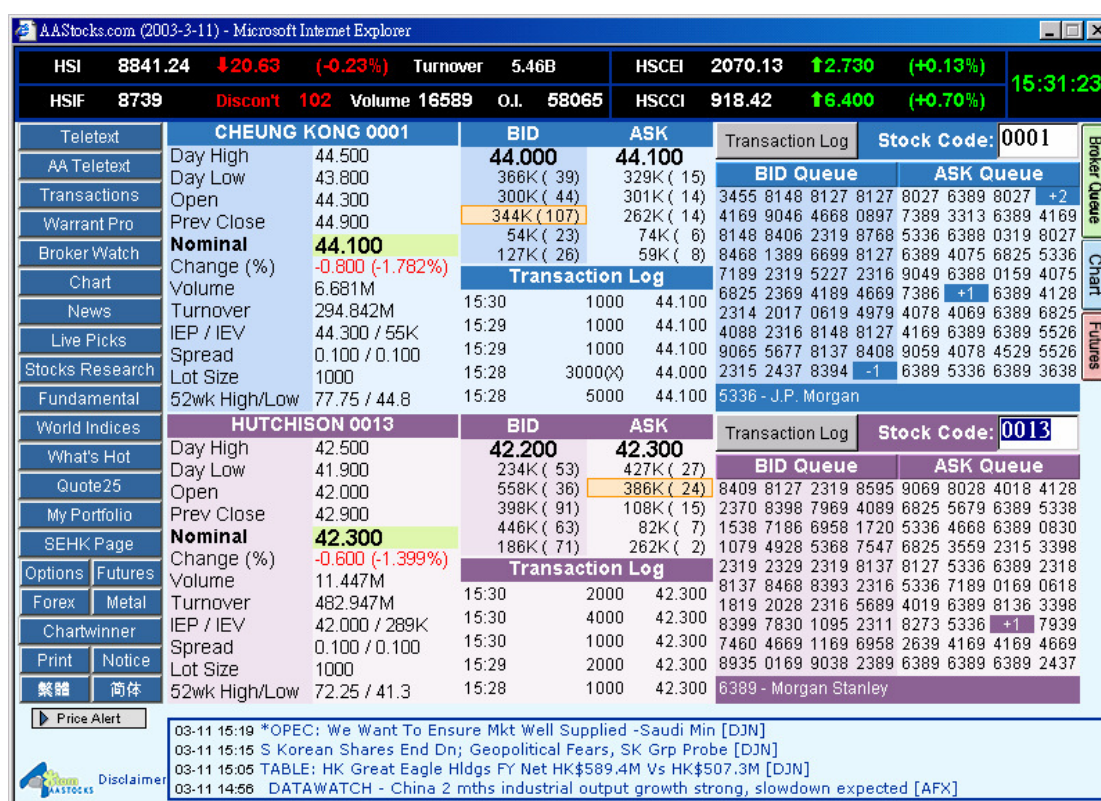 AAStocks.com (2003-3-11) - Microsoft Internet Explorer
HSI 8841.24 ⬇20.63 (-0.23%) Turnover 5.46B HSCEI 2070.13 ⬆2.730 (+0.13%) 15:31:23
HSIF 8739 Discon't 102 Volume 16589 O.I. 58065 HSCCI 918.42 ⬆6.400 (+0.70%)
Teletext
AA Teletext
Transactions
Warrant Pro
Broker Watch
Chart
News
Live Picks
Stocks Research
Fundamental
World Indices
What's Hot
Quote25
My Portfolio
SEHK Page
Options Futures
Forex Metal
Chartwinner
Print Notice
繁體 简体
Price Alert
CHEUNG KONG 0001
Day High 44.500
Day Low 43.800
Open 44.300
Prev Close 44.900
Nominal 44.100
Change (%) -0.800 (-1.782%)
Volume 6.681M
Turnover 294.842M
IEP / IEV 44.300 / 55K
Spread 0.100 / 0.100
Lot Size 1000
52wk High/Low 77.75 / 44.8
BID ASK
44.000 44.100
366K ( 39) 329K ( 15)
300K ( 44) 301K ( 14)
344K (107) 262K ( 14)
54K ( 23) 74K ( 6)
127K ( 26) 59K ( 8)
Transaction Log
15:30 1000 44.100
15:29 1000 44.100
15:29 1000 44.100
15:28 3000(X) 44.000
15:28 5000 44.100
Transaction Log Stock Code: 0001
BID Queue ASK Queue
3455 8148 8127 8127 8027 6389 8027 +2
4169 9046 4668 0897 7389 3313 6389 4169
8148 8406 2319 8768 5336 6388 0319 8027
8468 1389 6699 8127 6389 4075 6825 5336
7189 2319 5227 2316 9049 6388 0159 4075
6825 2369 4189 4669 7386 +1 6389 4128
2314 2017 0619 4979 4078 4069 6389 6825
4088 2316 8148 8127 4169 6389 6389 5526
9065 5677 8137 8408 9059 4078 4529 5526
2315 2437 8394 -1 6389 5336 6389 3638
5336 - J.P. Morgan
Broker Queue
Chart
Futures
HUTCHISON 0013
Day High 42.500
Day Low 41.900
Open 42.000
Prev Close 42.900
Nominal 42.300
Change (%) -0.600 (-1.399%)
Volume 11.447M
Turnover 482.947M
IEP / IEV 42.000 / 289K
Spread 0.100 / 0.100
Lot Size 1000
52wk High/Low 72.25 / 41.3
BID ASK
42.200 42.300
234K ( 53) 427K ( 27)
558K ( 36) 386K ( 24)
398K ( 91) 108K ( 15)
446K ( 63) 82K ( 7)
186K ( 71) 262K ( 2)
Transaction Log
15:30 2000 42.300
15:30 4000 42.300
15:30 1000 42.300
15:29 2000 42.300
15:28 1000 42.300
Transaction Log Stock Code: 0013
BID Queue ASK Queue
8409 8127 2319 8595 9069 8028 4018 4128
2370 8398 7969 4089 6825 5679 6389 5338
1538 7186 6958 1720 5336 4668 6389 0830
1079 4928 5368 7547 6825 3559 2315 3398
2319 2329 2319 8137 8127 5336 6389 2318
8137 8468 8393 2316 5336 7189 0169 0618
1819 2028 2316 5689 4019 6389 8136 3398
8399 7830 1095 2311 8273 5336 +1 7939
7460 4669 1169 6958 2639 4169 4169 4669
8935 0169 9038 2389 6389 6389 6389 2437
6389 - Morgan Stanley
03-11 15:19 *OPEC: We Want To Ensure Mkt Well Supplied -Saudi Min [DJN]
03-11 15:15 S Korean Shares End Dn; Geopolitical Fears, SK Grp Probe [DJN]
03-11 15:05 TABLE: HK Great Eagle Hldgs FY Net HK$589.4M Vs HK$507.3M [DJN]
03-11 14:56 DATAWATCH - China 2 mths industrial output growth strong, slowdown expected [AFX]
AASTOCKS Disclaimer